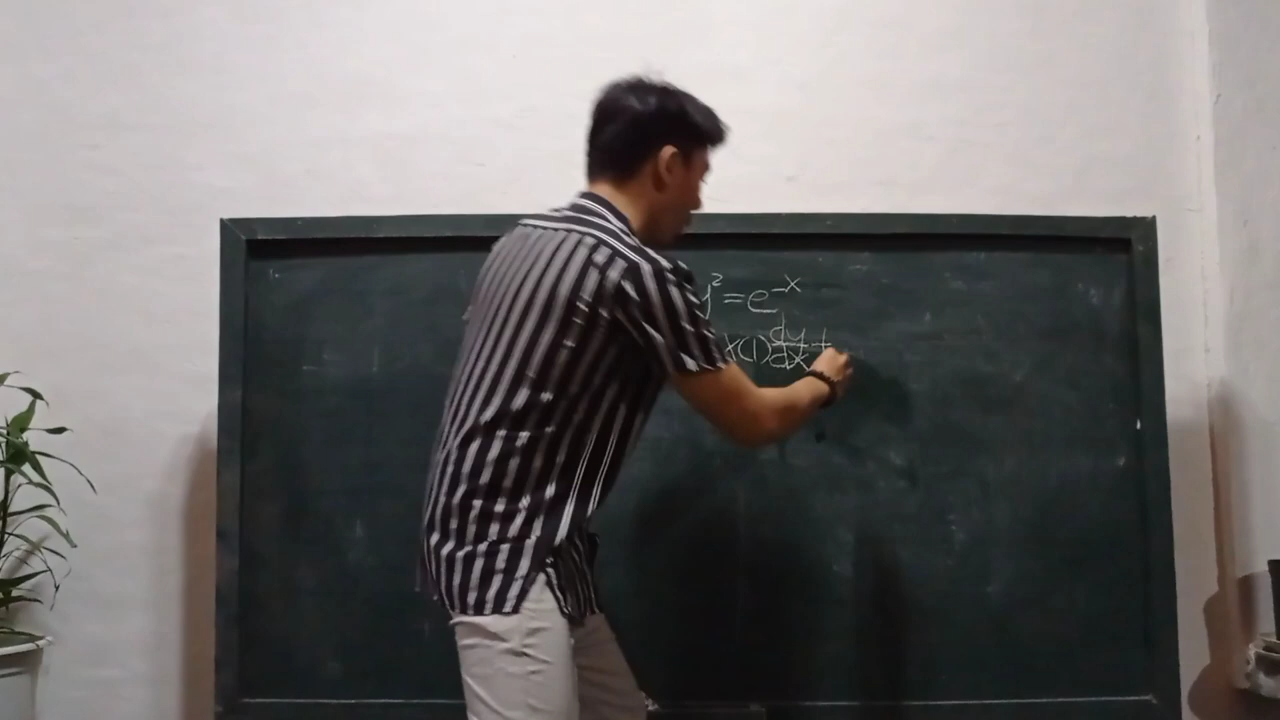 y² = e⁻ˣ
x(1) dy/dx +